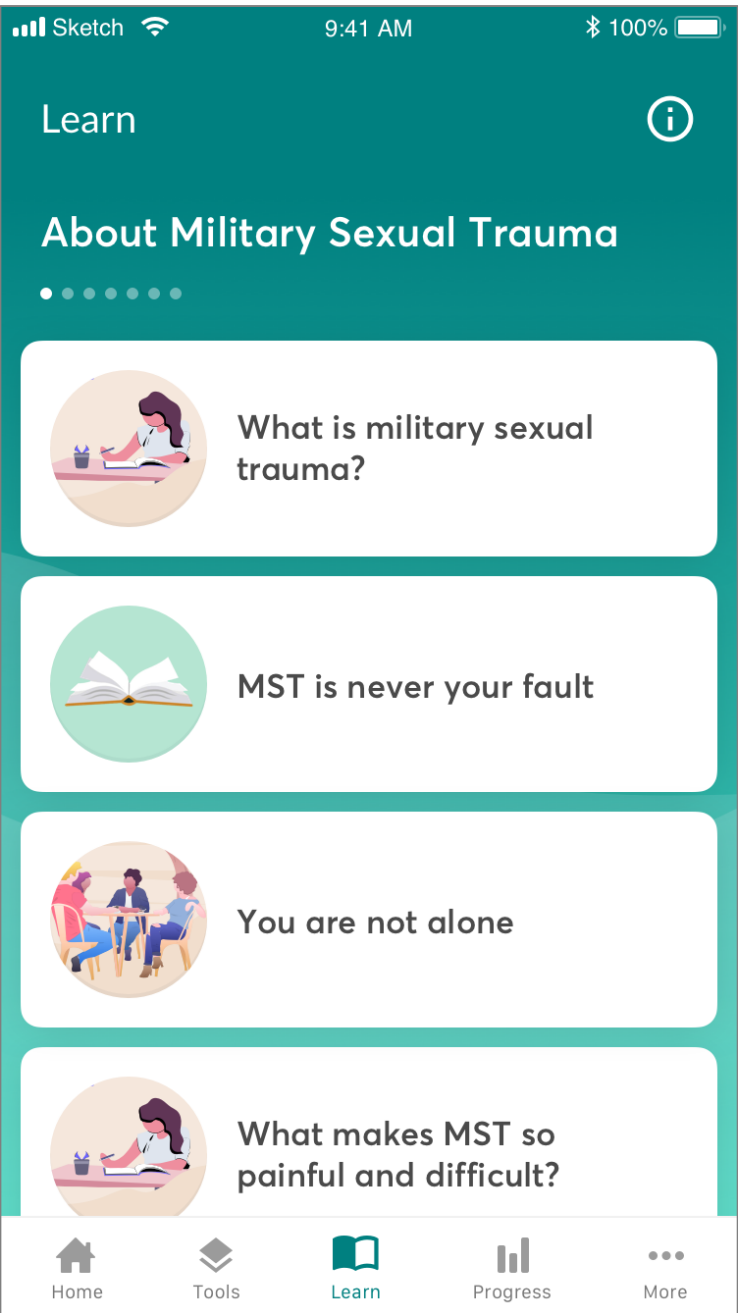 Sketch 9:41 AM 100%
Learn
About Military Sexual Trauma
What is military sexual
trauma?
MST is never your fault
You are not alone
What makes MST so
painful and difficult?
Home Tools Learn Progress More